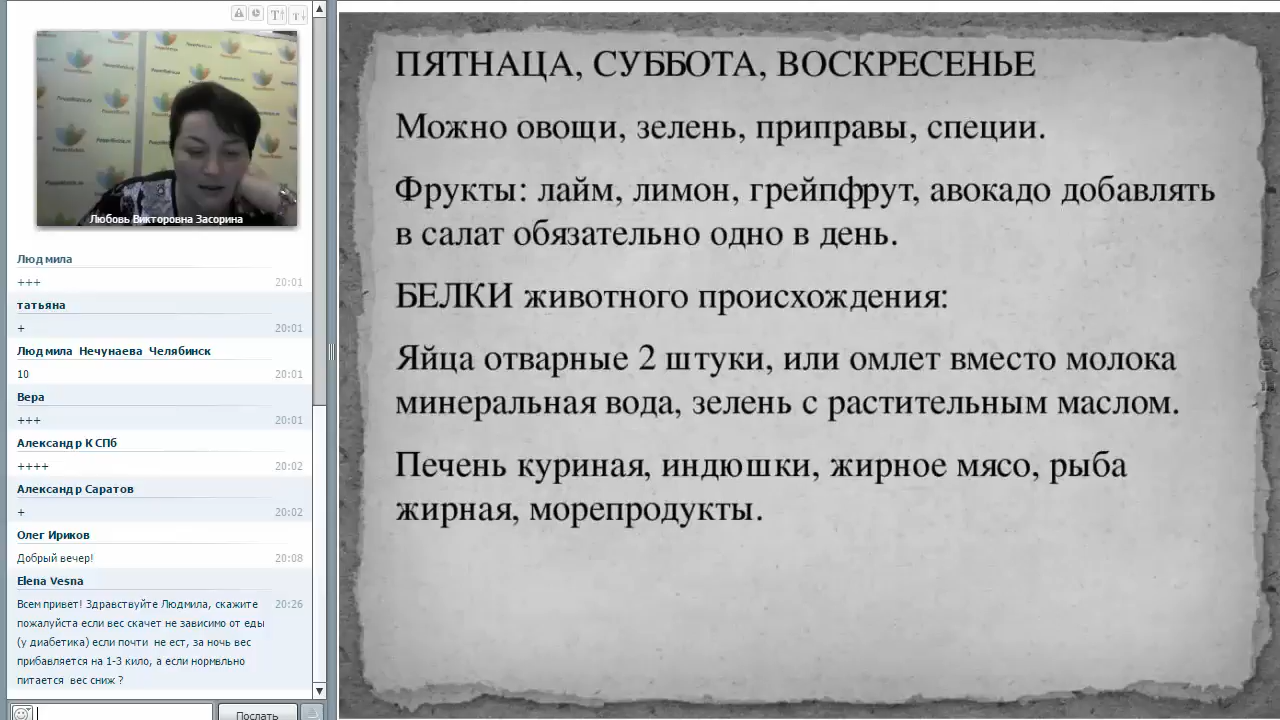 Любовь Викторовна Засорина
Людмила
+++ 20:01
татьяна
+ 20:01
Людмила Нечунаева Челябинск
10 20:01
Вера
+++ 20:01
Александр К СПб
++++ 20:02
Александр Саратов
+ 20:02
Олег Ириков
Добрый вечер! 20:08
Elena Vesna
Всем привет! Здравствуйте Людмила, скажите 20:26
пожалуйста если вес скачет не зависимо от еды
(у диабетика) если почти не ест, за ночь вес
прибавляется на 1-3 кило, а если нормвльно
питается вес сниж ?
Послать
ПЯТНАЦА, СУББОТА, ВОСКРЕСЕНЬЕ
Можно овощи, зелень, приправы, специи.
Фрукты: лайм, лимон, грейпфрут, авокадо добавлять
в салат обязательно одно в день.
БЕЛКИ животного происхождения:
Яйца отварные 2 штуки, или омлет вместо молока
минеральная вода, зелень с растительным маслом.
Печень куриная, индюшки, жирное мясо, рыба
жирная, морепродукты.